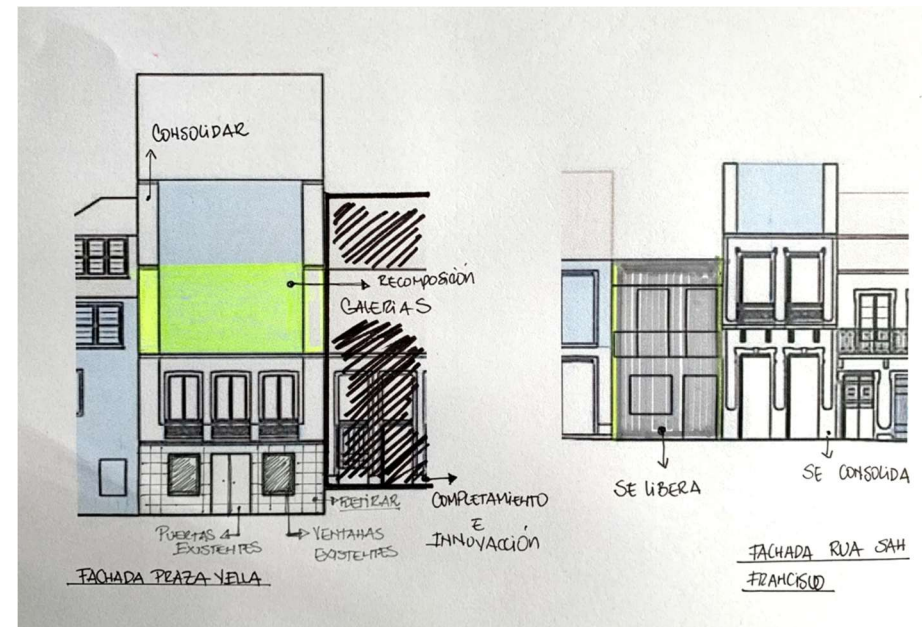 CONSOLIDAR
RECOMPOSICIÓN
GALERIAS
RETIRAR
PUERTAS
EXISTENTES
VENTANAS
EXISTENTES
COMPLETAMIENTO
E
INNOVACCIÓN
FACHADA PRAZA VELLA
SE LIBERA
SE CONSOLIDA
FACHADA RUA SAN
FRANCISCO